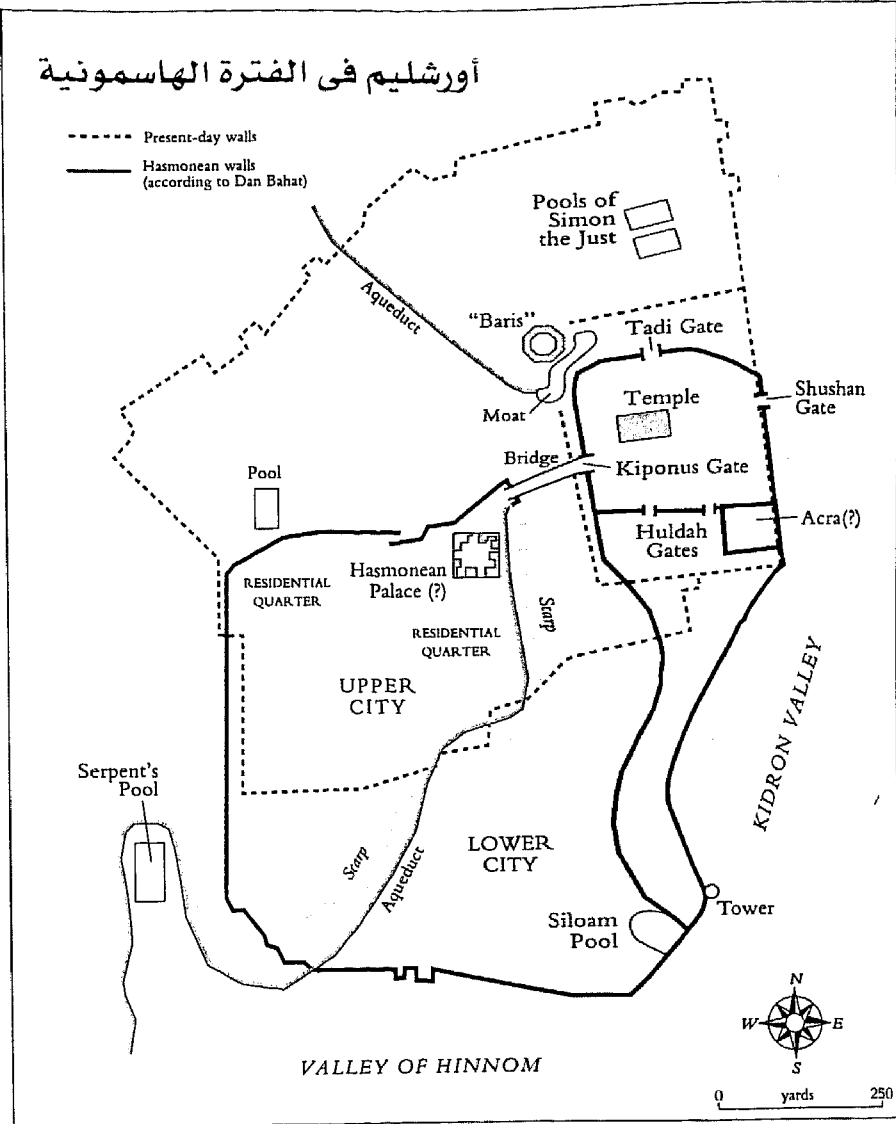 أورشليم فى الفترة الهاسمونية
Present-day walls
Hasmonean walls
(according to Dan Bahat)
Pools of
Simon
the Just
Aqueduct
"Baris"
Tadi Gate
Moat
Temple
Shushan
Gate
Bridge
Kiponus Gate
Pool
Huldah
Gates
Acra(?)
Hasmonean
Palace (?)
RESIDENTIAL
QUARTER
Scarp
RESIDENTIAL
QUARTER
UPPER
CITY
KIDRON VALLEY
Serpent's
Pool
LOWER
CITY
Scarp
Aqueduct
Tower
Siloam
Pool
N
W E
S
VALLEY OF HINNOM
0 yards 250